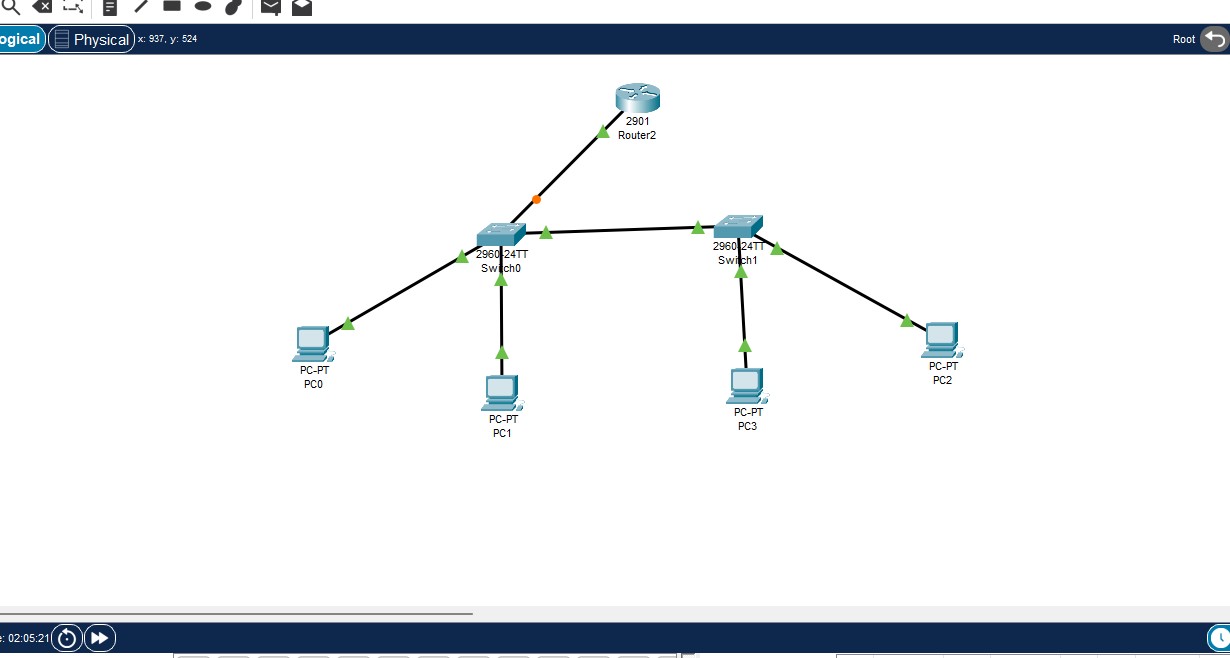 ogical Physical x: 937, y: 524 Root
2901
Router2
2960-24TT
Switch0
2960-24TT
Switch1
PC-PT
PC0
PC-PT
PC1
PC-PT
PC3
PC-PT
PC2
: 02:05:21